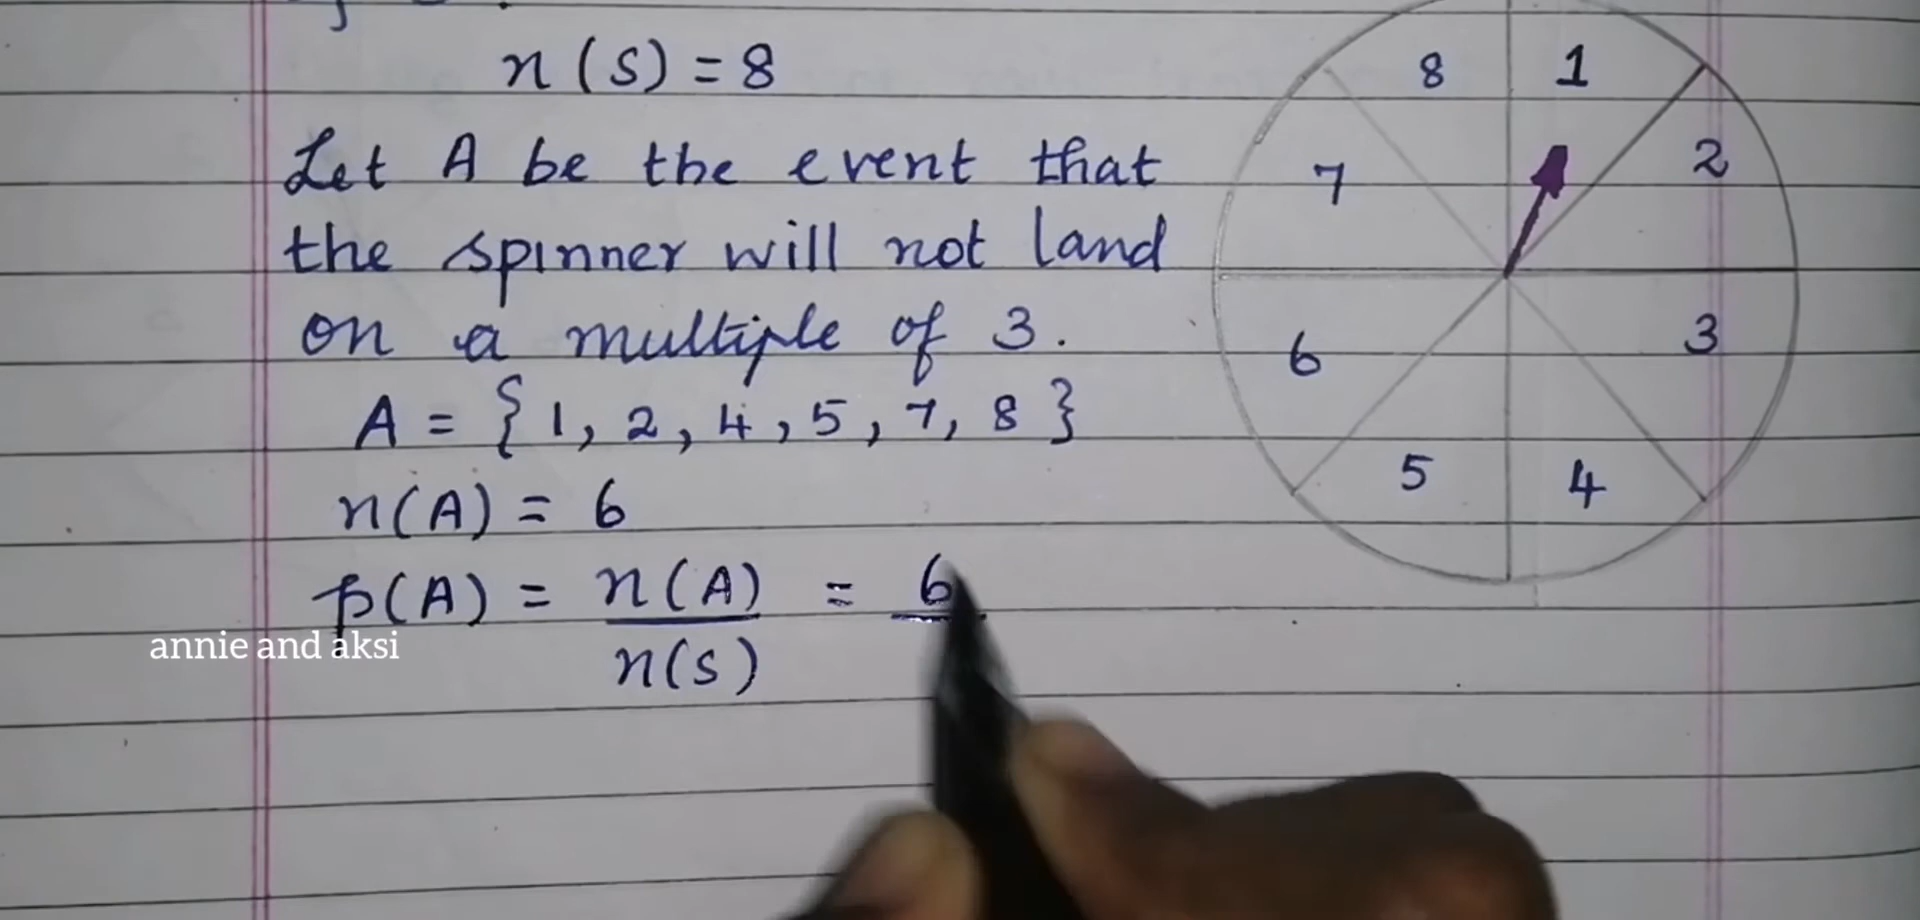 n(S) = 8
Let A be the event that
the spinner will not land
on a multiple of 3.
A = {1, 2, 4, 5, 7, 8}
n(A) = 6
p(A) = n(A) / n(S) = 6
annie and aksi
8 1
7 2
6 3
5 4